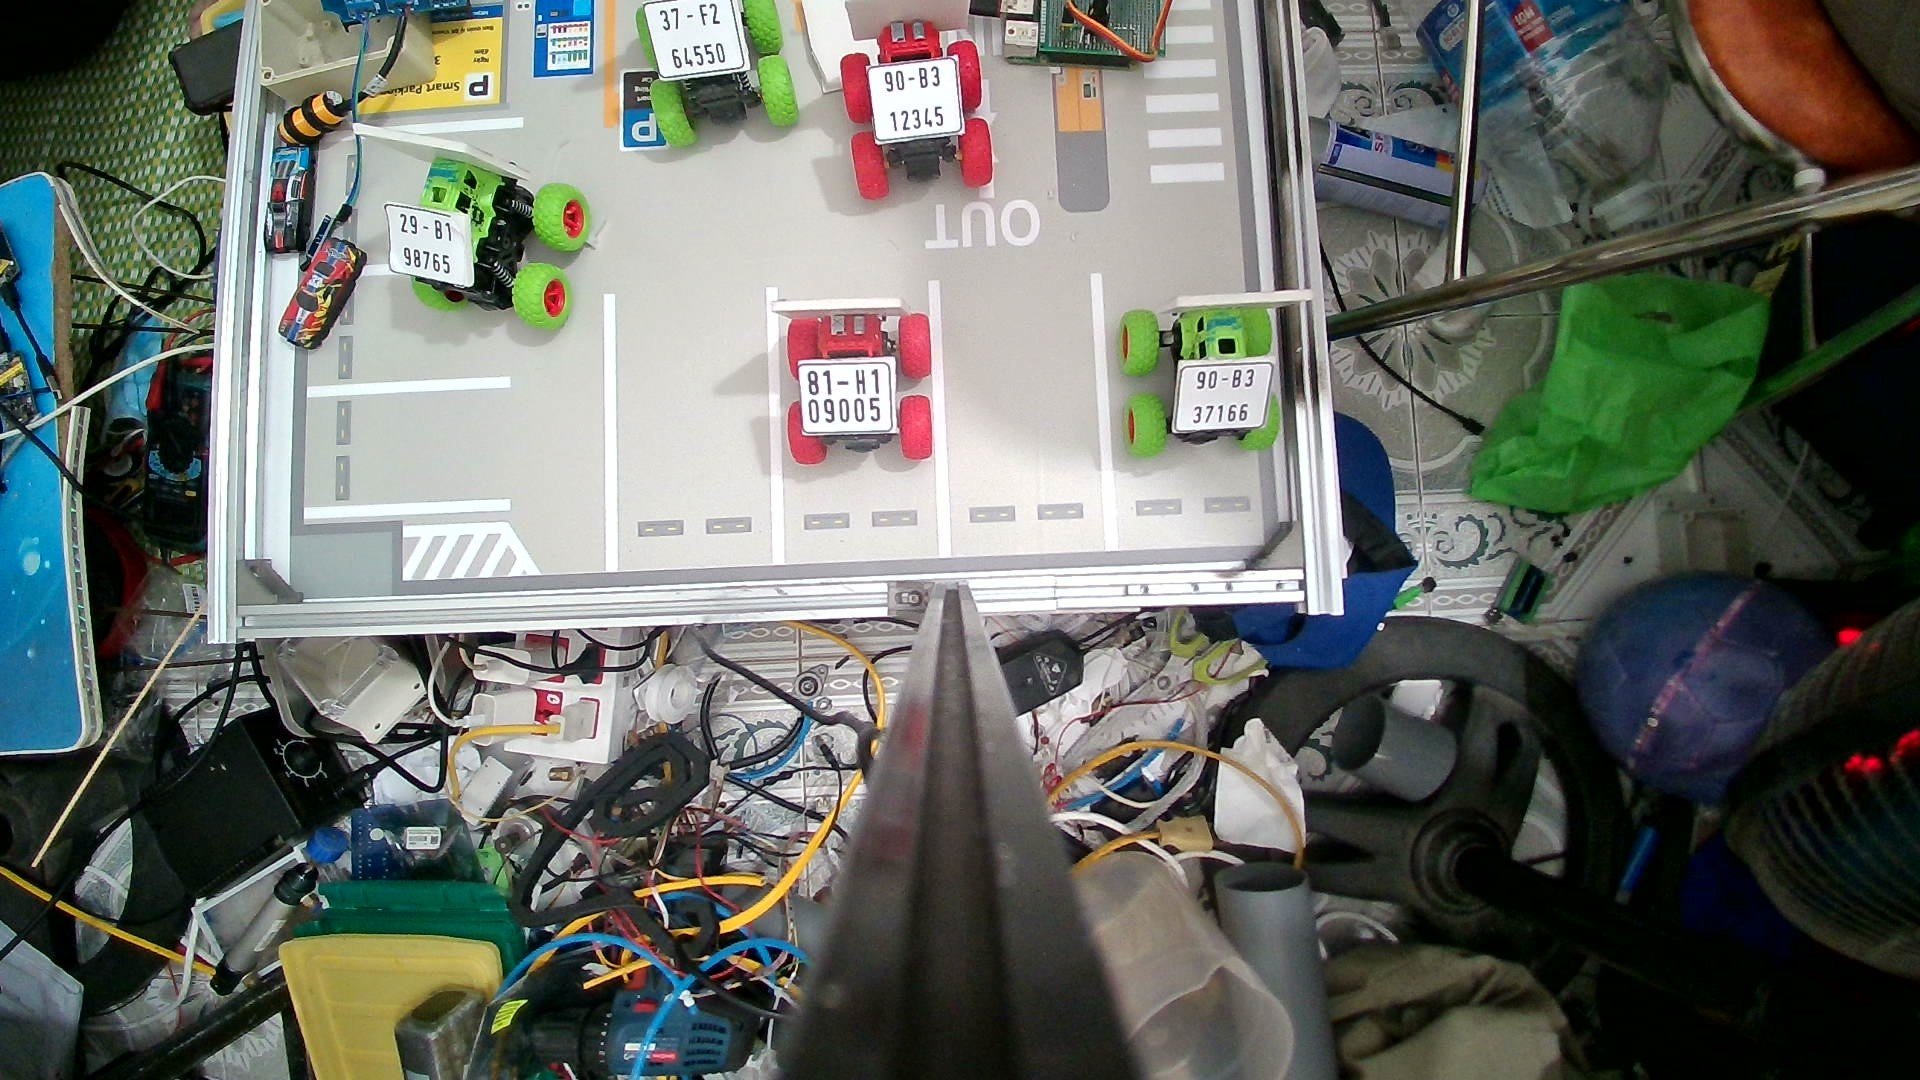 37-F2
64550
90-B3
12345
Smart Parking
P
P
29-B1
98765
OUT
81-H1
09005
90-B3
37166